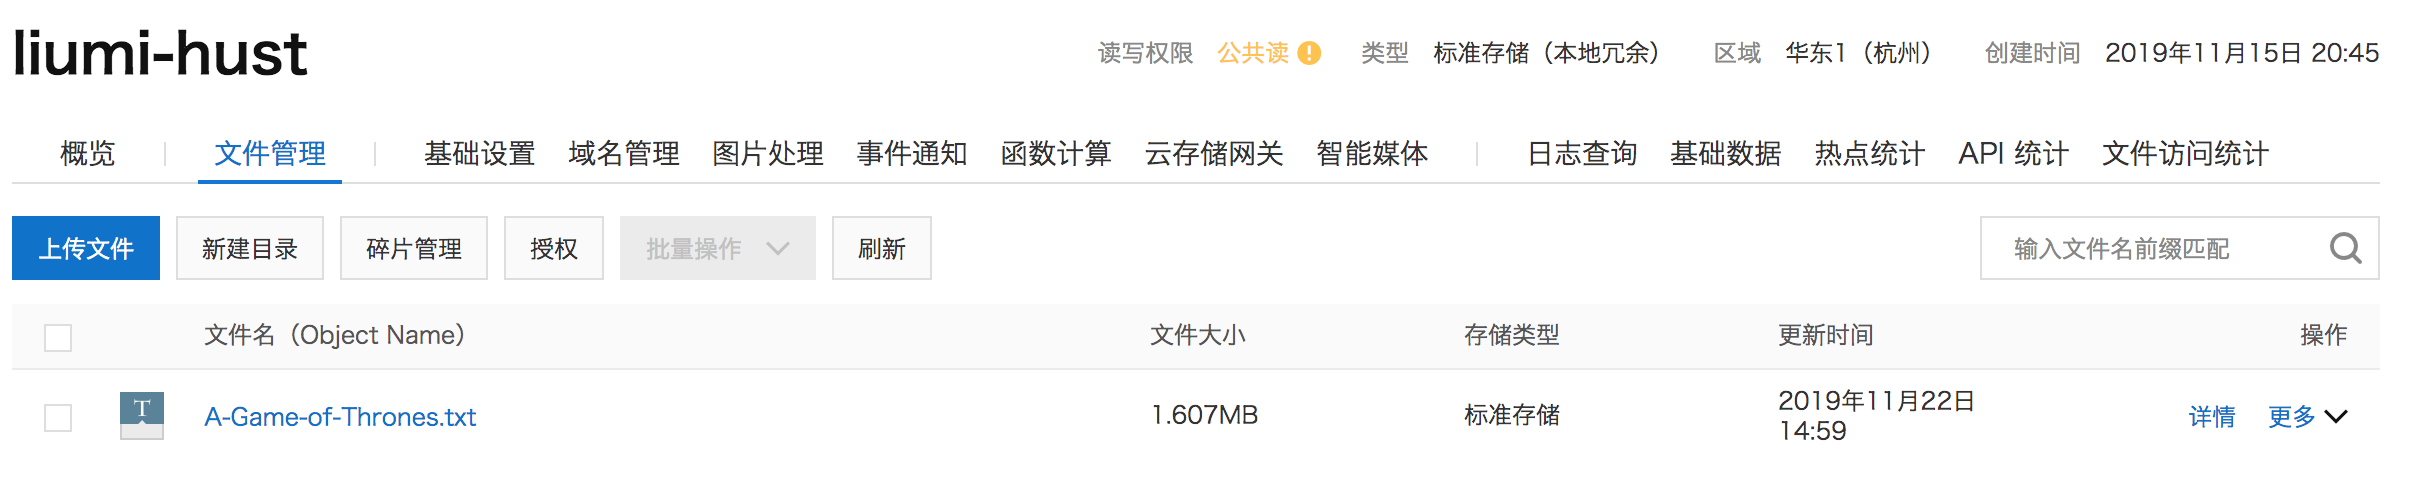 liumi-hust
读写权限 公共读 类型 标准存储（本地冗余） 区域 华东1（杭州） 创建时间 2019年11月15日 20:45
概览 文件管理 基础设置 域名管理 图片处理 事件通知 函数计算 云存储网关 智能媒体 日志查询 基础数据 热点统计 API 统计 文件访问统计
上传文件 新建目录 碎片管理 授权 批量操作 刷新 输入文件名前缀匹配
文件名（Object Name） 文件大小 存储类型 更新时间 操作
T A-Game-of-Thrones.txt 1.607MB 标准存储 2019年11月22日 详情 更多
14:59